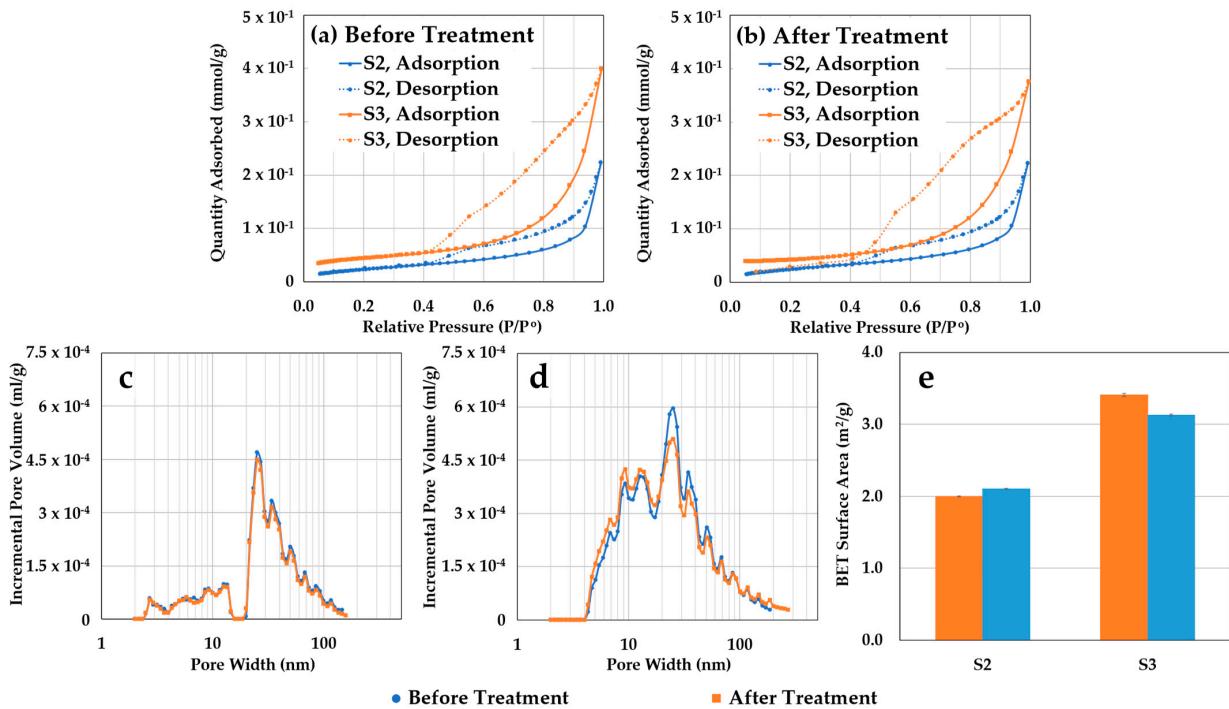 (a) Before Treatment
S2, Adsorption
S2, Desorption
S3, Adsorption
S3, Desorption
Quantity Adsorbed (mmol/g)
5 x 10⁻¹
4 x 10⁻¹
3 x 10⁻¹
2 x 10⁻¹
1 x 10⁻¹
0
0.0 0.2 0.4 0.6 0.8 1.0
Relative Pressure (P/P⁰)
(b) After Treatment
S2, Adsorption
S2, Desorption
S3, Adsorption
S3, Desorption
Quantity Adsorbed (mmol/g)
5 x 10⁻¹
4 x 10⁻¹
3 x 10⁻¹
2 x 10⁻¹
1 x 10⁻¹
0
0.0 0.2 0.4 0.6 0.8 1.0
Relative Pressure (P/P⁰)
c
Incremental Pore Volume (ml/g)
7.5 x 10⁻⁴
6 x 10⁻⁴
4.5 x 10⁻⁴
3 x 10⁻⁴
1.5 x 10⁻⁴
0
1 10 100
Pore Width (nm)
d
Incremental Pore Volume (ml/g)
7.5 x 10⁻⁴
6 x 10⁻⁴
4.5 x 10⁻⁴
3 x 10⁻⁴
1.5 x 10⁻⁴
0
1 10 100
Pore Width (nm)
e
BET Surface Area (m²/g)
4.0
3.0
2.0
1.0
0.0
S2 S3
Before Treatment
After Treatment